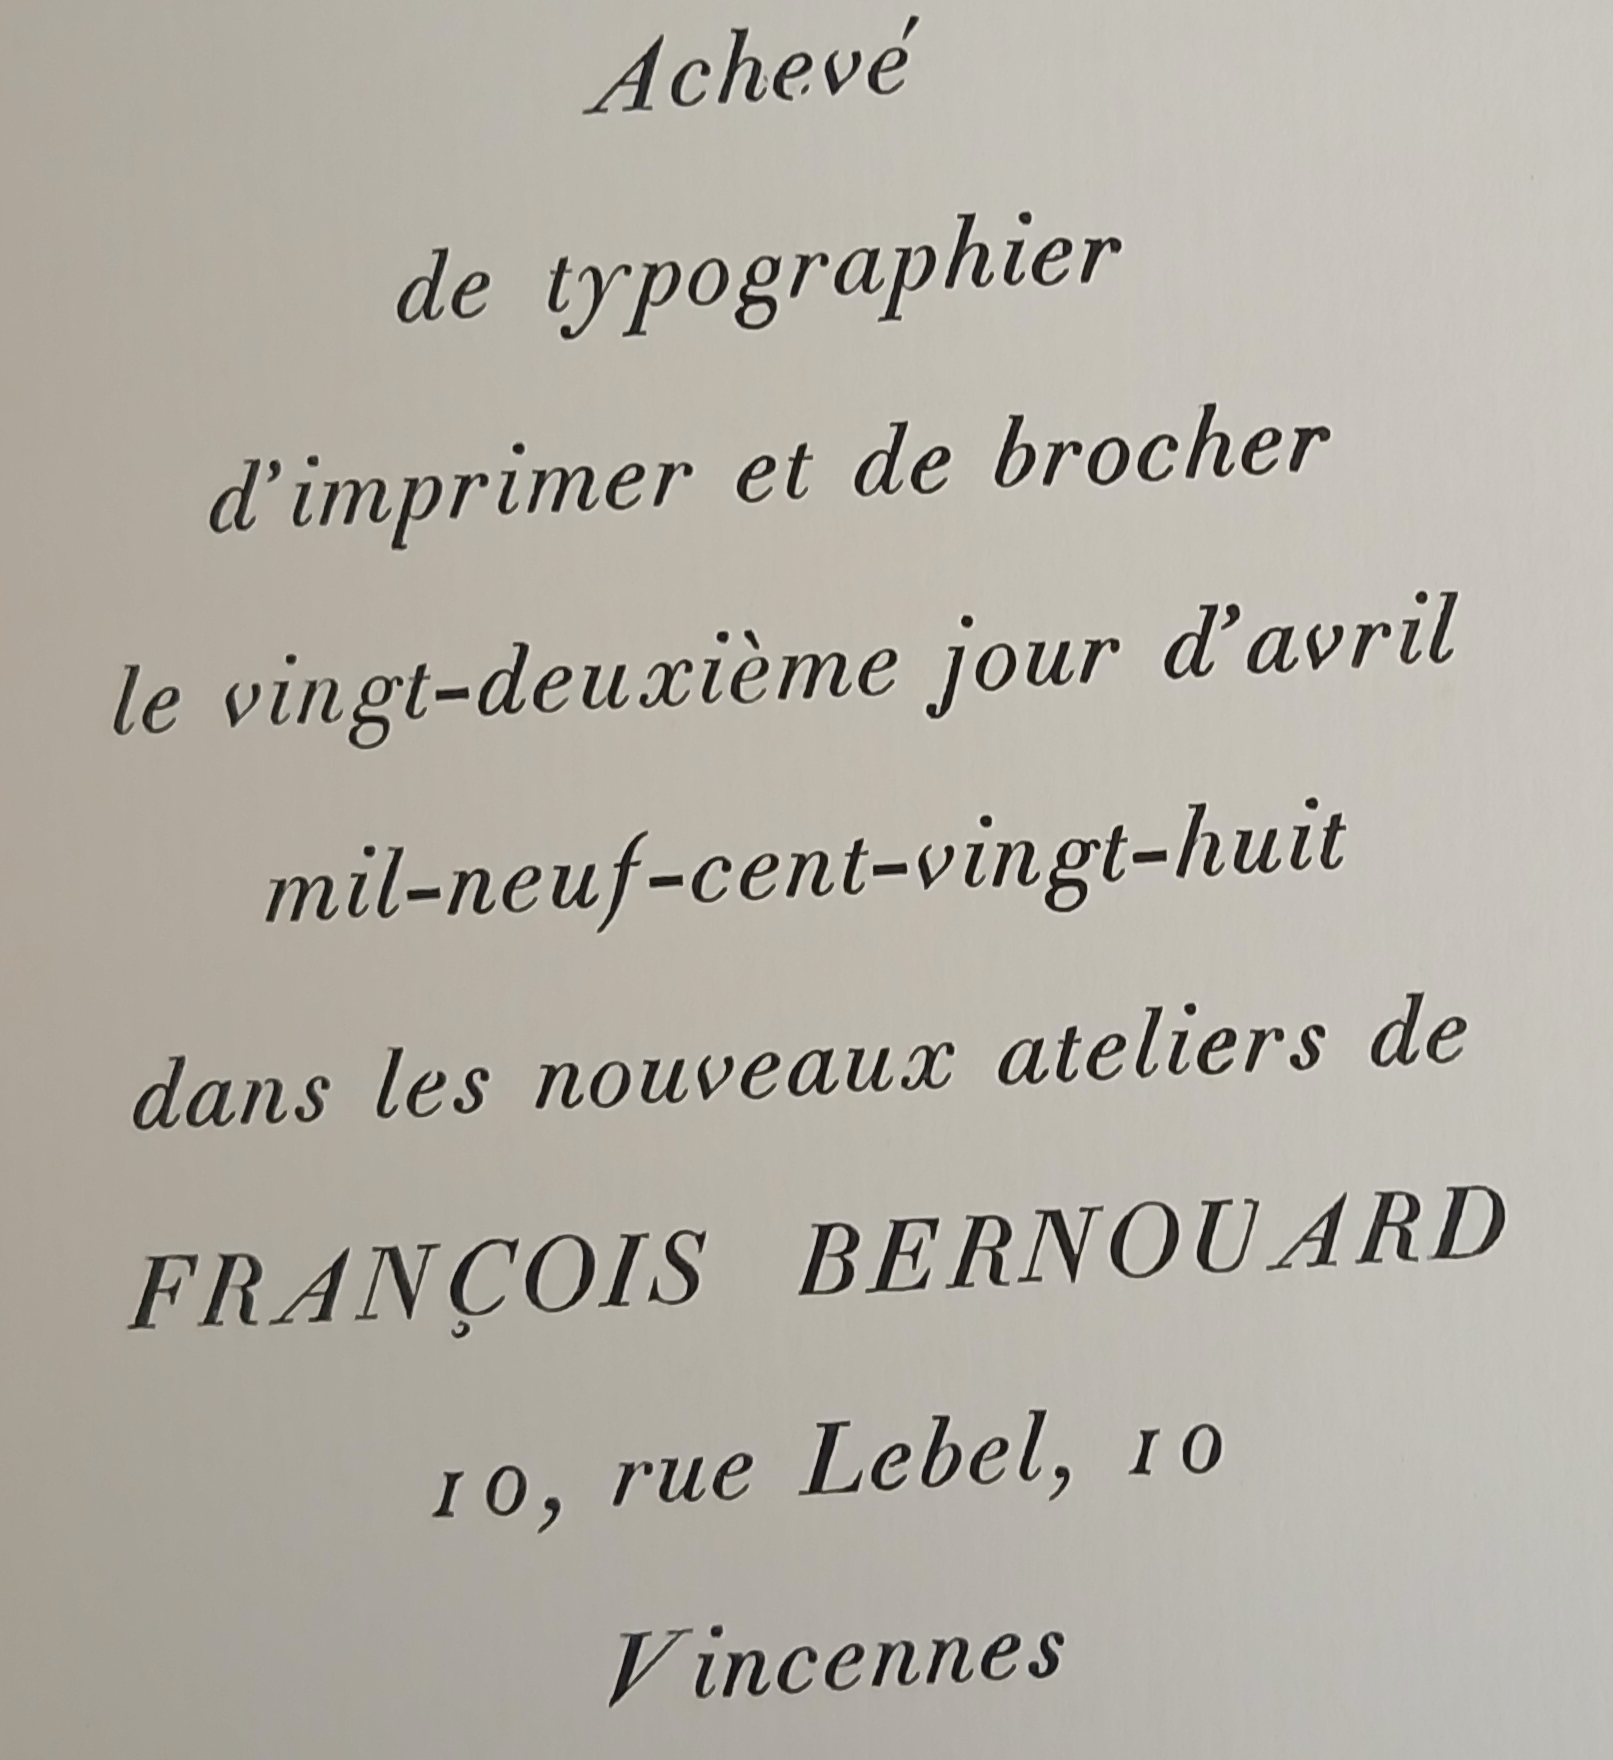 Achevé
de typographier
d'imprimer et de brocher
le vingt-deuxième jour d'avril
mil-neuf-cent-vingt-huit
dans les nouveaux ateliers de
FRANÇOIS BERNOUARD
10, rue Lebel, 10
Vincennes